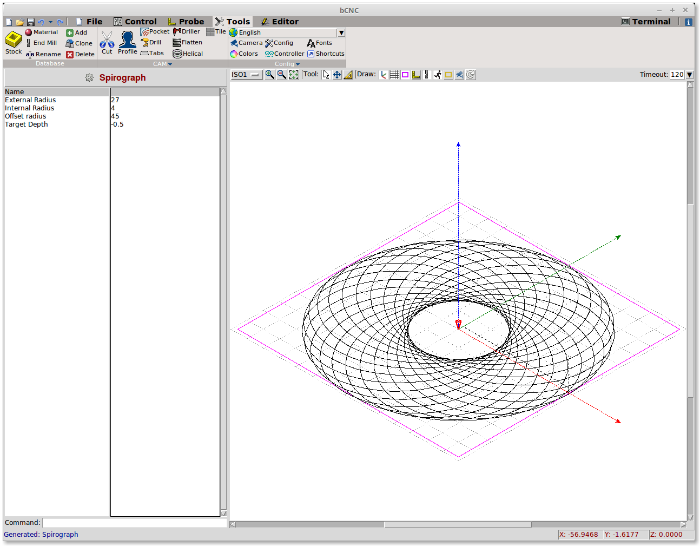 bCNC
File Control Probe Tools Editor Terminal
Material Add Pocket Driller Tile English
Stock End Mill Clone Cut Profile Drill Flatten Camera Config Fonts
Rename Delete Tabs Helical Colors Controller Shortcuts
Database CAM Config
Spirograph ISO1 Tool: Draw: Timeout: 120
Name
External Radius 27
Internal Radius 4
Offset radius 45
Target Depth -0.5
Command:
Generated: Spirograph X: -56.9468 Y: -1.6177 Z: 0.0000